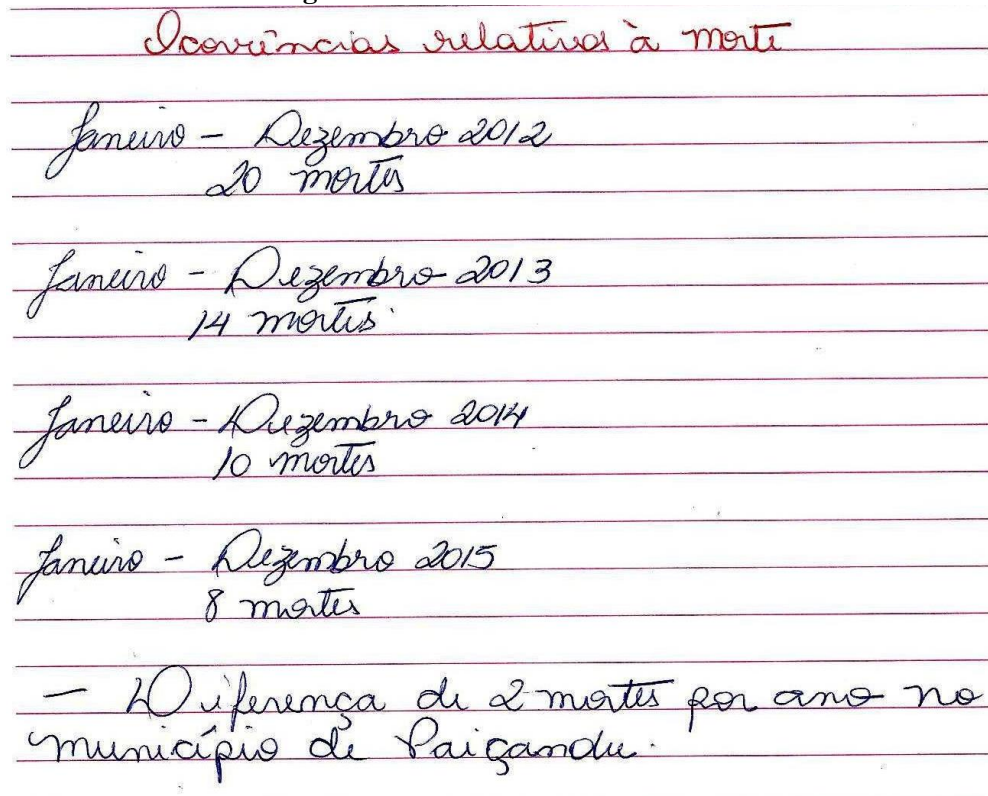 Ocorrências relativas à morte
Janeiro - Dezembro 2012
20 mortes
Janeiro - Dezembro 2013
14 mortes
Janeiro - Dezembro 2014
10 mortes
Janeiro - Dezembro 2015
8 mortes
- Diferença de 2 mortes por ano no
município de Paiçandu.